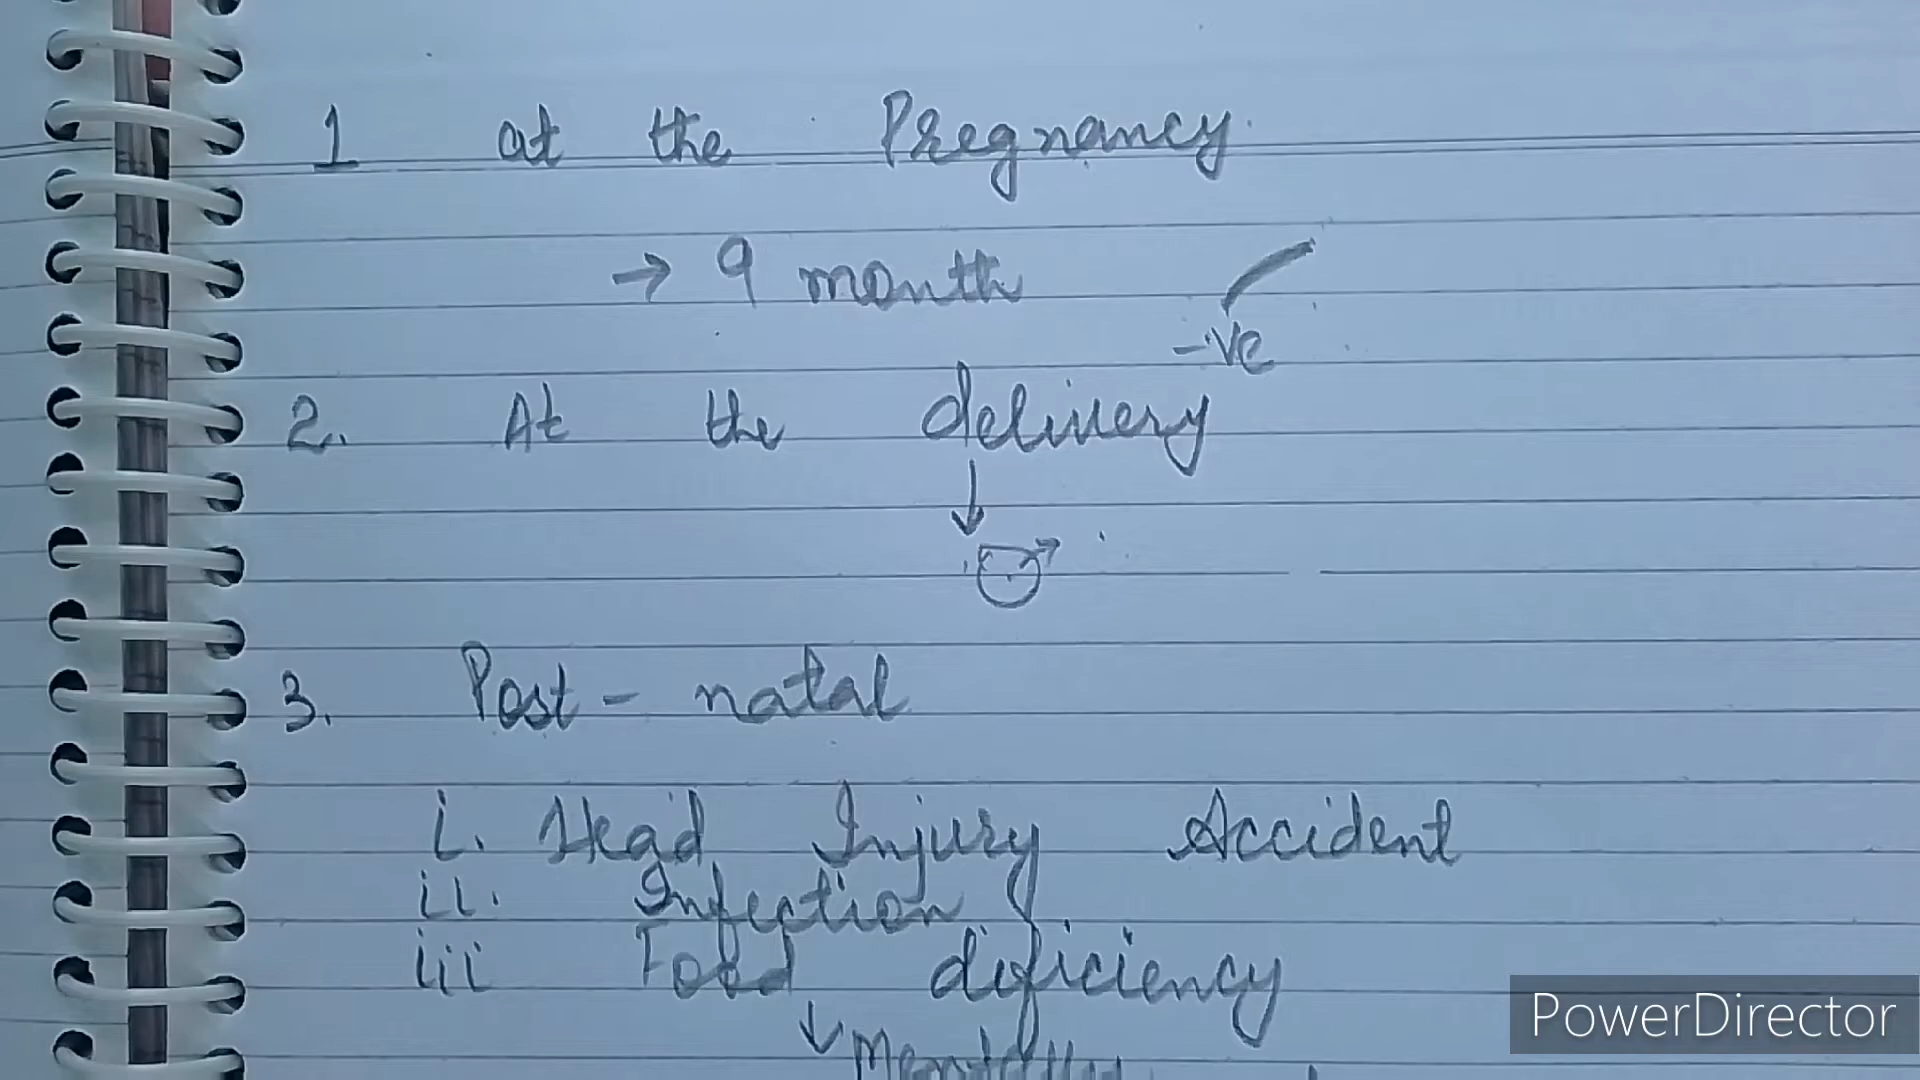 1 at the Pregnancy
→ 9 month
-ve
2. At the delivery
↓
3. Post - natal
i. Head Injury Accident
ii. Infection
iii Food dificiency
↓ Mentally
PowerDirector